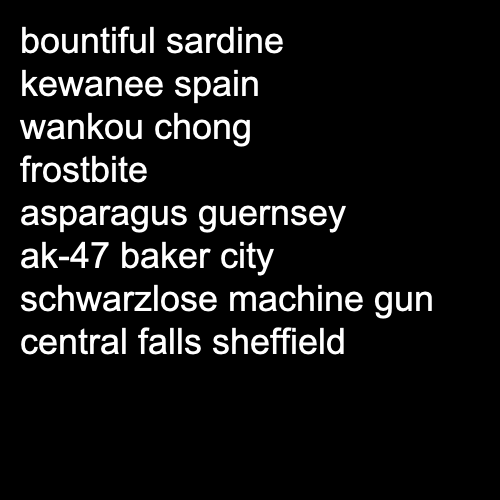 bountiful sardine
kewanee spain
wankou chong
frostbite
asparagus guernsey
ak-47 baker city
schwarzlose machine gun
central falls sheffield